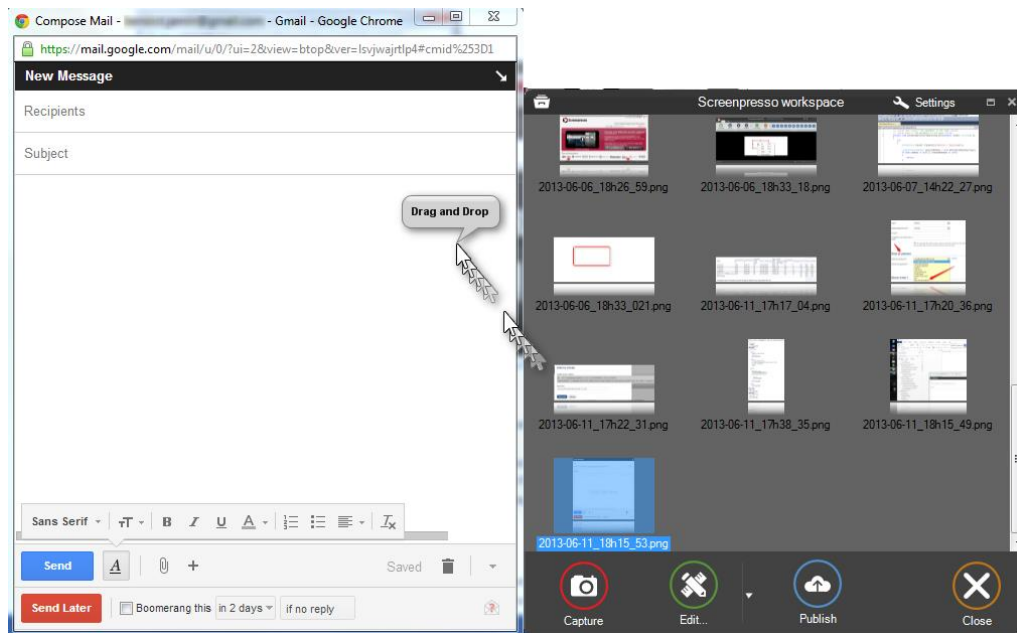 Compose Mail - - Gmail - Google Chrome
https://mail.google.com/mail/u/0/?ui=2&view=btop&ver=lsvjwajrtlp4#cmid%253D1
New Message
Recipients
Subject
Drag and Drop
Sans Serif
B I U A
Send A Saved
Send Later Boomerang this in 2 days if no reply
Screenpresso workspace Settings
2013-06-06_18h26_59.png 2013-06-06_18h33_18.png 2013-06-07_14h22_27.png
2013-06-06_18h33_021.png 2013-06-11_17h17_04.png 2013-06-11_17h20_36.png
2013-06-11_17h22_31.png 2013-06-11_17h38_35.png 2013-06-11_18h15_49.png
2013-06-11_18h15_53.png
Capture Edit... Publish Close